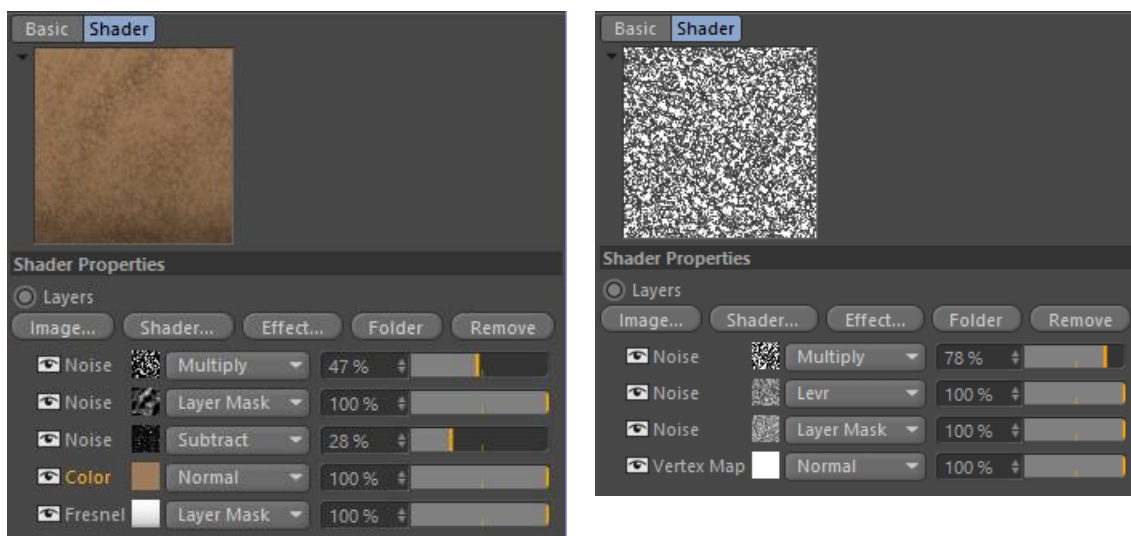 Basic Shader
Shader Properties
Layers
Image... Shader... Effect... Folder Remove
Noise Multiply 47 %
Noise Layer Mask 100 %
Noise Subtract 28 %
Color Normal 100 %
Fresnel Layer Mask 100 %
Basic Shader
Shader Properties
Layers
Image... Shader... Effect... Folder Remove
Noise Multiply 78 %
Noise Levr 100 %
Noise Layer Mask 100 %
Vertex Map Normal 100 %